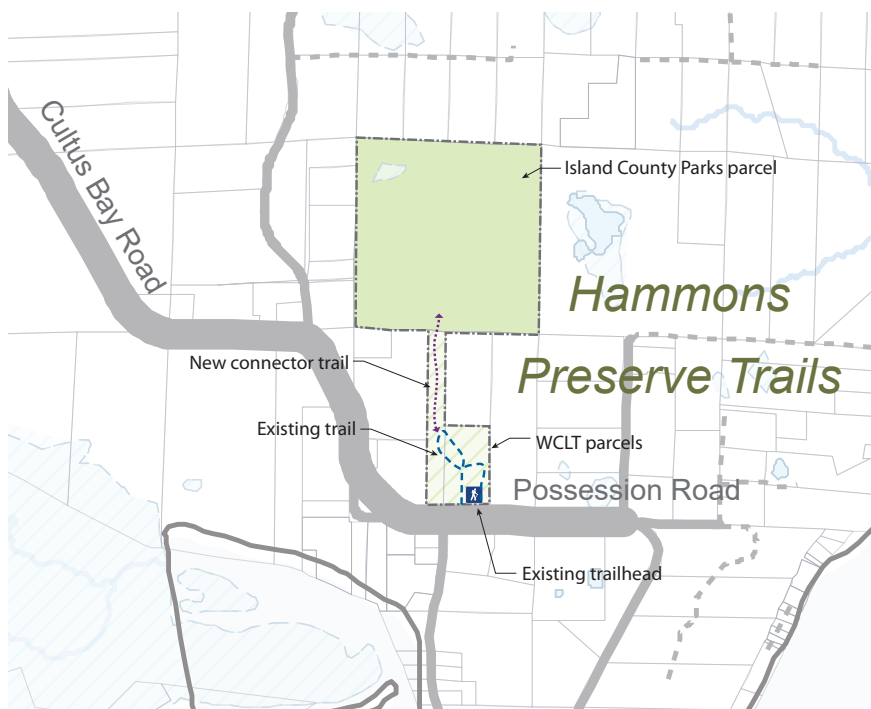 Cultus Bay Road
Island County Parks parcel
Hammons
Preserve Trails
New connector trail
Existing trail
WCLT parcels
Possession Road
Existing trailhead